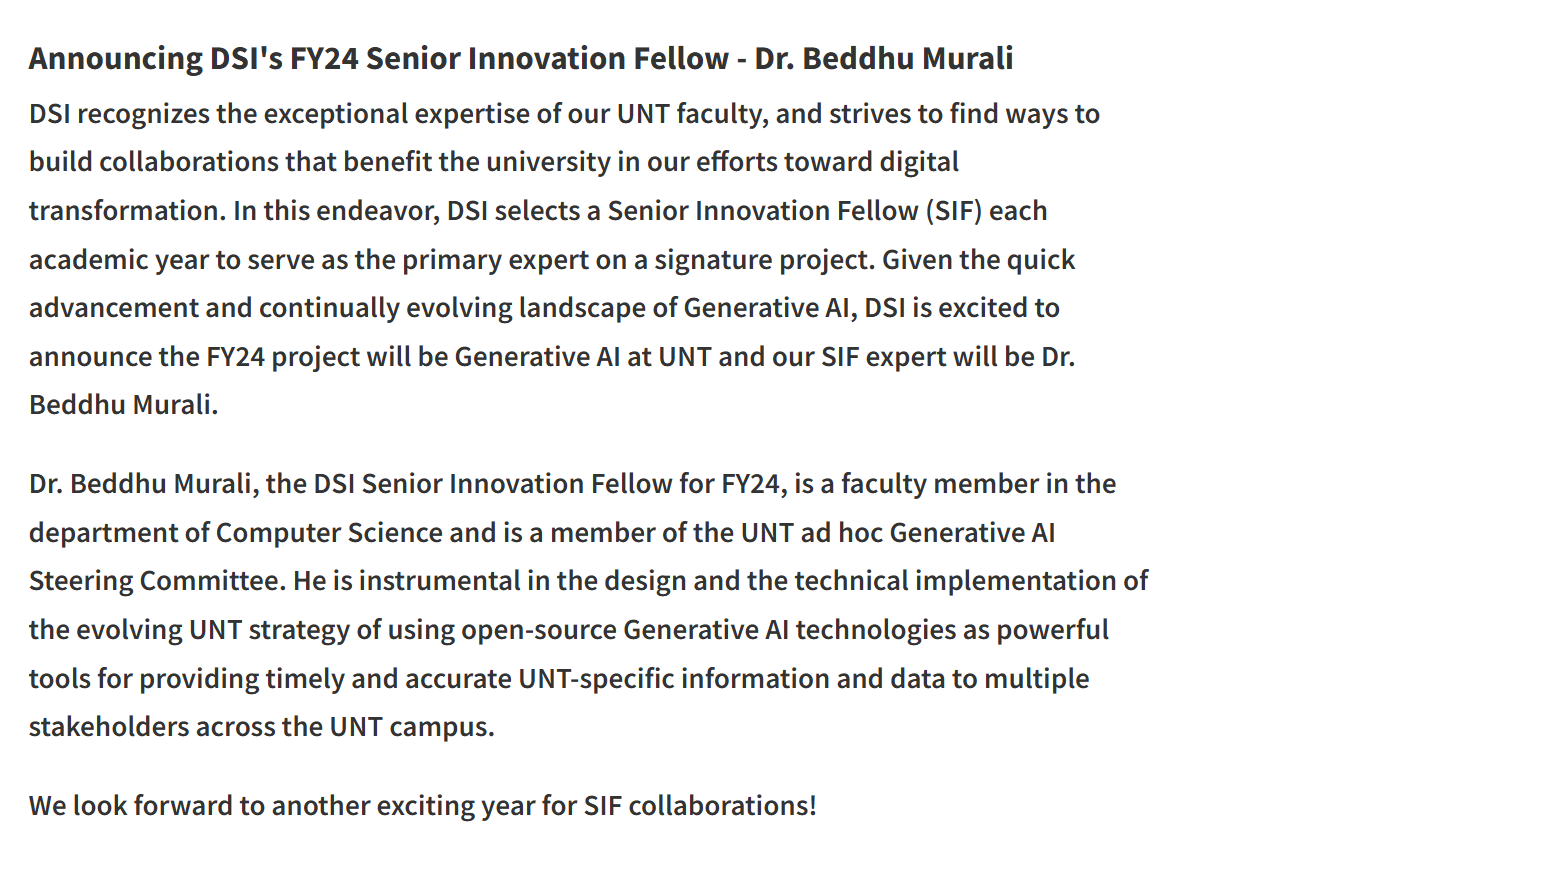 Announcing DSI's FY24 Senior Innovation Fellow - Dr. Beddhu Murali
DSI recognizes the exceptional expertise of our UNT faculty, and strives to find ways to
build collaborations that benefit the university in our efforts toward digital
transformation. In this endeavor, DSI selects a Senior Innovation Fellow (SIF) each
academic year to serve as the primary expert on a signature project. Given the quick
advancement and continually evolving landscape of Generative AI, DSI is excited to
announce the FY24 project will be Generative AI at UNT and our SIF expert will be Dr.
Beddhu Murali.
Dr. Beddhu Murali, the DSI Senior Innovation Fellow for FY24, is a faculty member in the
department of Computer Science and is a member of the UNT ad hoc Generative AI
Steering Committee. He is instrumental in the design and the technical implementation of
the evolving UNT strategy of using open-source Generative AI technologies as powerful
tools for providing timely and accurate UNT-specific information and data to multiple
stakeholders across the UNT campus.
We look forward to another exciting year for SIF collaborations!